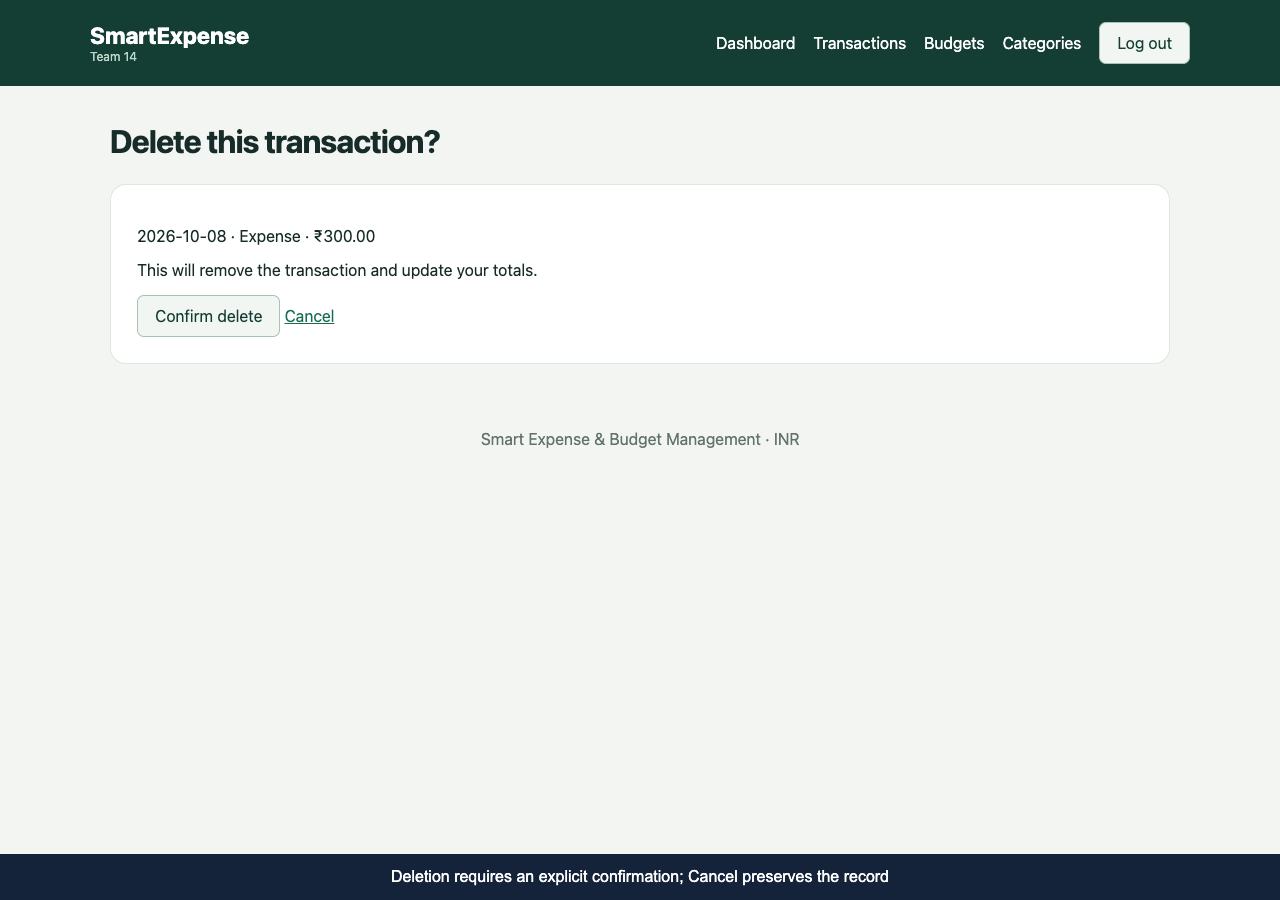 SmartExpense
Team 14
Dashboard Transactions Budgets Categories Log out
Delete this transaction?
2026-10-08 · Expense · ₹300.00
This will remove the transaction and update your totals.
Confirm delete Cancel
Smart Expense & Budget Management · INR
Deletion requires an explicit confirmation; Cancel preserves the record